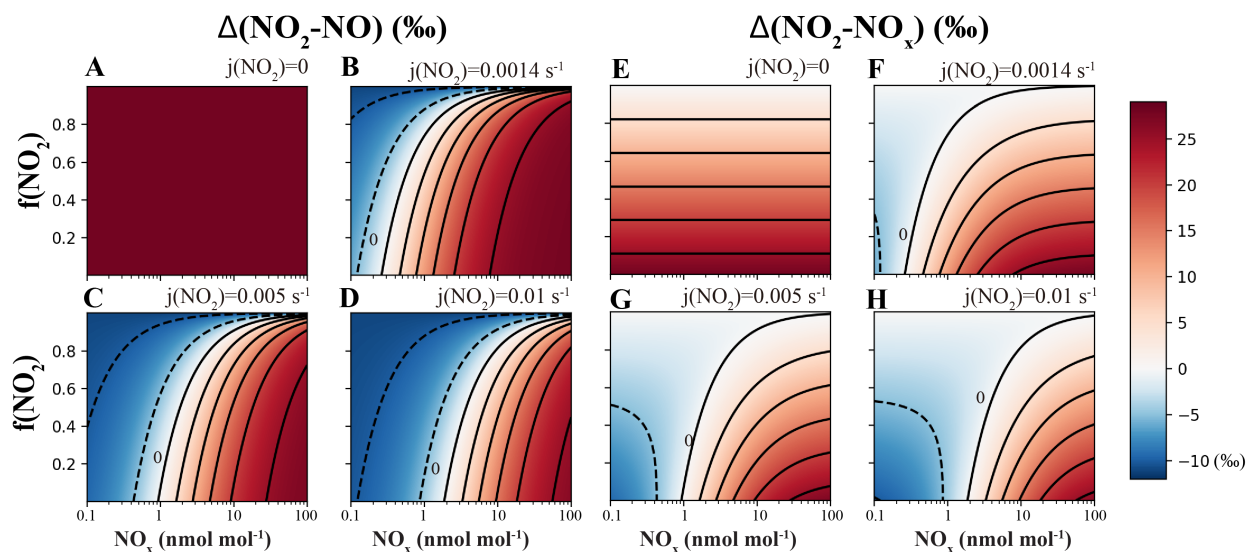 Δ(NO₂-NO) (‰)
Δ(NO₂-NOₓ) (‰)
A
j(NO₂)=0
B
j(NO₂)=0.0014 s⁻¹
E
j(NO₂)=0
F
j(NO₂)=0.0014 s⁻¹
f(NO₂)
0.8
0.6
0.4
0.2
0
0
25
20
15
10
5
0
−5
−10 (‰)
C
j(NO₂)=0.005 s⁻¹
D
j(NO₂)=0.01 s⁻¹
G
j(NO₂)=0.005 s⁻¹
H
j(NO₂)=0.01 s⁻¹
f(NO₂)
0.8
0.6
0.4
0.2
0
0
0
0
0.1 1 10 100
0.1 1 10 100
0.1 1 10 100
0.1 1 10 100
NOₓ (nmol mol⁻¹)
NOₓ (nmol mol⁻¹)
NOₓ (nmol mol⁻¹)
NOₓ (nmol mol⁻¹)